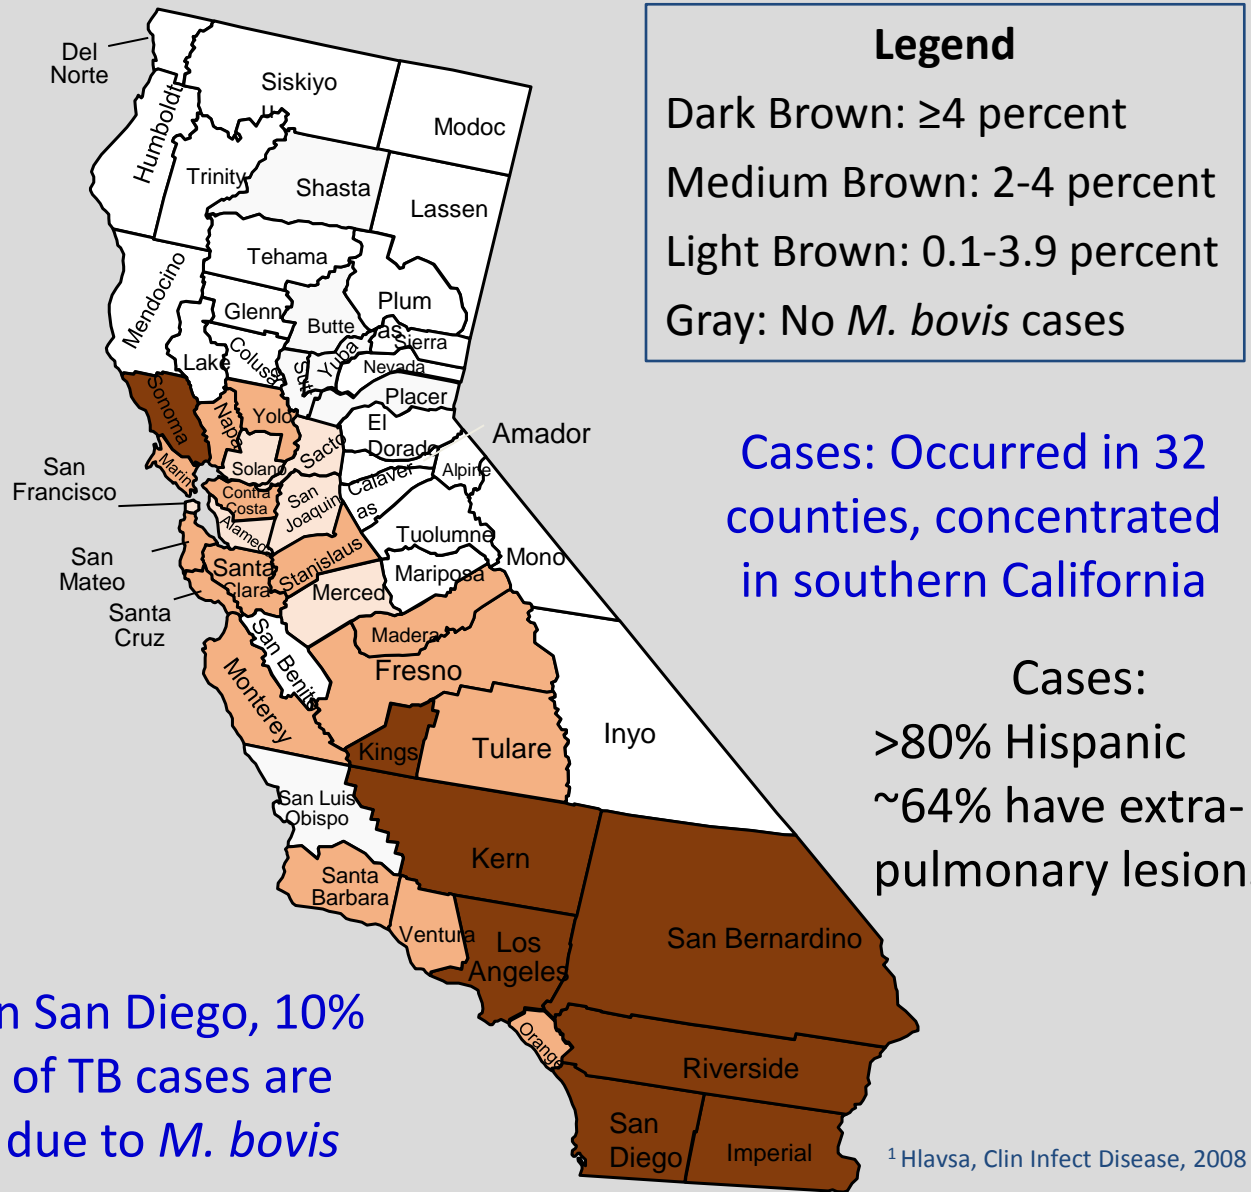 Legend
Dark Brown: ≥4 percent
Medium Brown: 2-4 percent
Light Brown: 0.1-3.9 percent
Gray: No M. bovis cases
Del
Norte
Siskiyo
u
Modoc
Humboldt
Trinity
Shasta
Lassen
Tehama
Mendocino
Glenn
Butte
Plum
as
Sierra
Lake
Colusa
Yuba
Nevada
Placer
Sonoma
Napa
Yolo
Sacto
El
Dorado
Amador
Alpine
Marin
Solano
San
Francisco
Contra
Costa
San
Joaquin
Calaver
as
Alamed
Tuolumne
Mono
San
Mateo
Santa
Clara
Stanislaus
Mariposa
Santa
Cruz
Merced
San Benito
Madera
Fresno
Monterey
Kings
Tulare
Inyo
San Luis
Obispo
Kern
Santa
Barbara
Ventura
Los
Angeles
San Bernardino
Orange
Riverside
San
Diego
Imperial
Cases: Occurred in 32
counties, concentrated
in southern California
Cases:
>80% Hispanic
~64% have extra-
pulmonary lesion
n San Diego, 10%
of TB cases are
due to M. bovis
1 Hlavsa, Clin Infect Disease, 2008